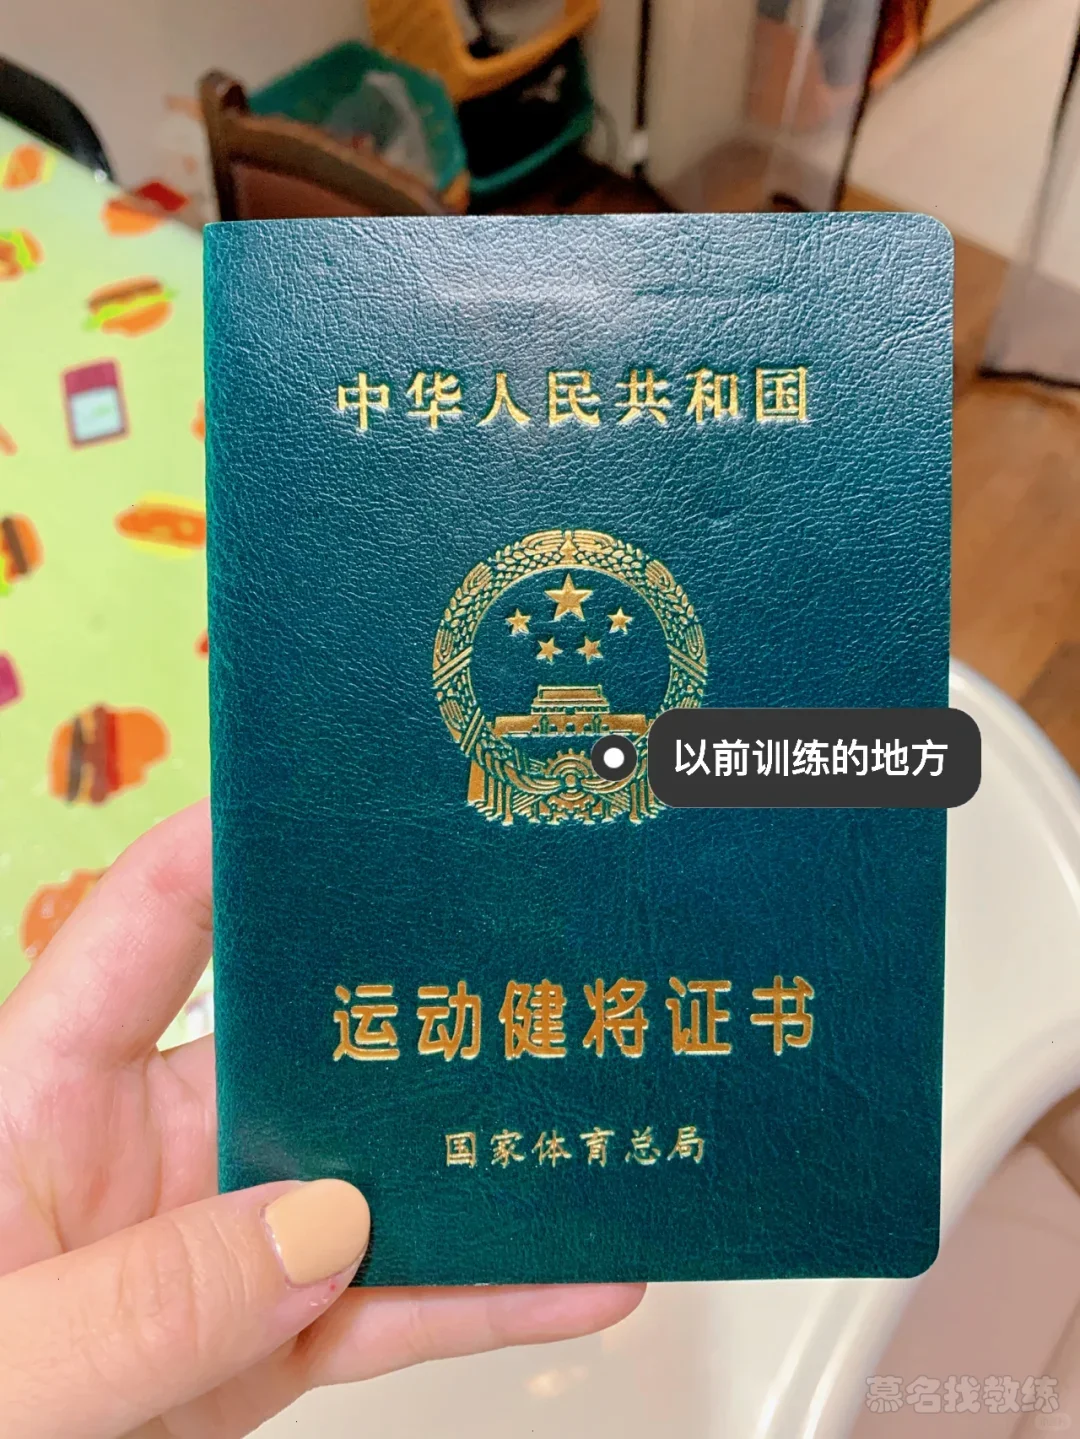 中华人民共和国
以前训练的地方
运动健将证书
国家体育总局
慕名找教练